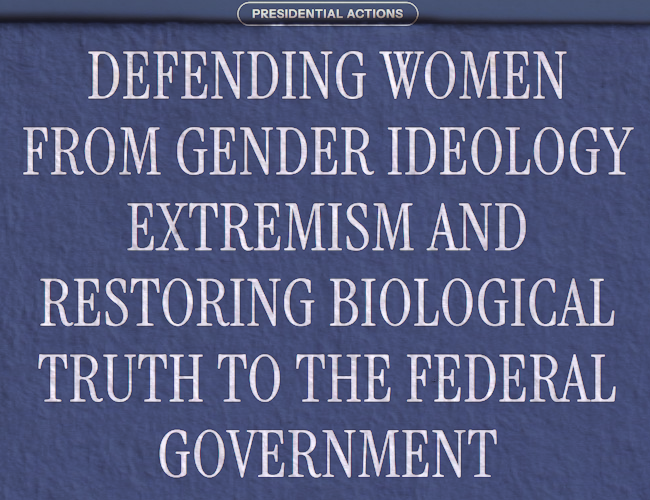 PRESIDENTIAL ACTIONS
DEFENDING WOMEN
FROM GENDER IDEOLOGY
EXTREMISM AND
RESTORING BIOLOGICAL
TRUTH TO THE FEDERAL
GOVERNMENT